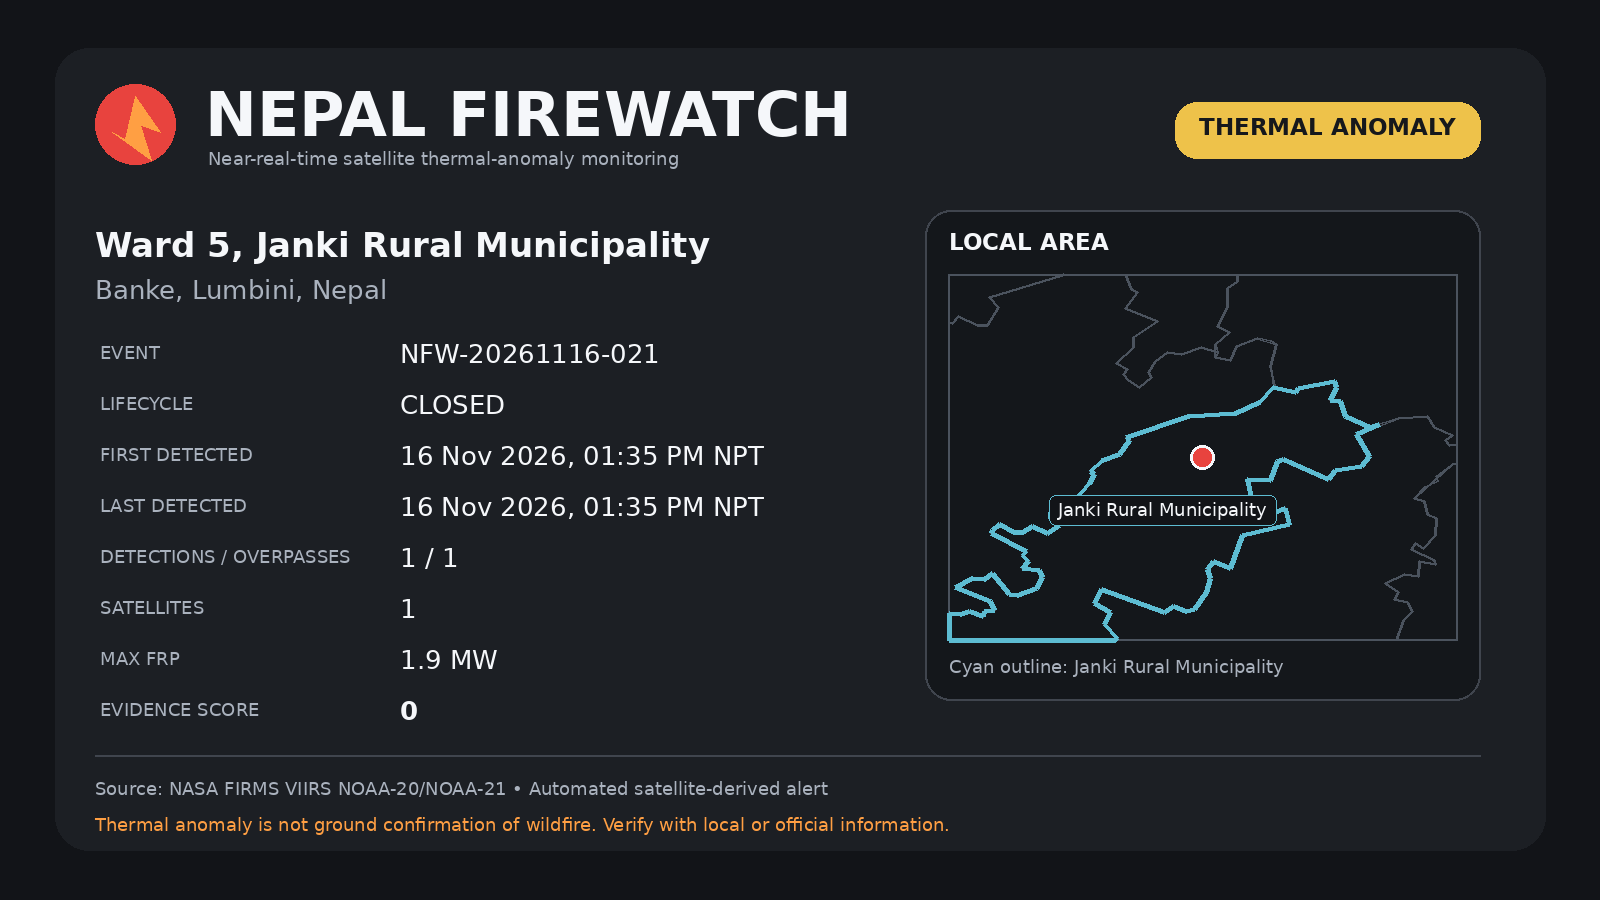 NEPAL FIREWATCH
Near-real-time satellite thermal-anomaly monitoring
THERMAL ANOMALY
Ward 5, Janki Rural Municipality
Banke, Lumbini, Nepal
EVENT NFW-20261116-021
LIFECYCLE CLOSED
FIRST DETECTED 16 Nov 2026, 01:35 PM NPT
LAST DETECTED 16 Nov 2026, 01:35 PM NPT
DETECTIONS / OVERPASSES 1 / 1
SATELLITES 1
MAX FRP 1.9 MW
EVIDENCE SCORE 0
LOCAL AREA
Janki Rural Municipality
Cyan outline: Janki Rural Municipality
Source: NASA FIRMS VIIRS NOAA-20/NOAA-21 • Automated satellite-derived alert
Thermal anomaly is not ground confirmation of wildfire. Verify with local or official information.